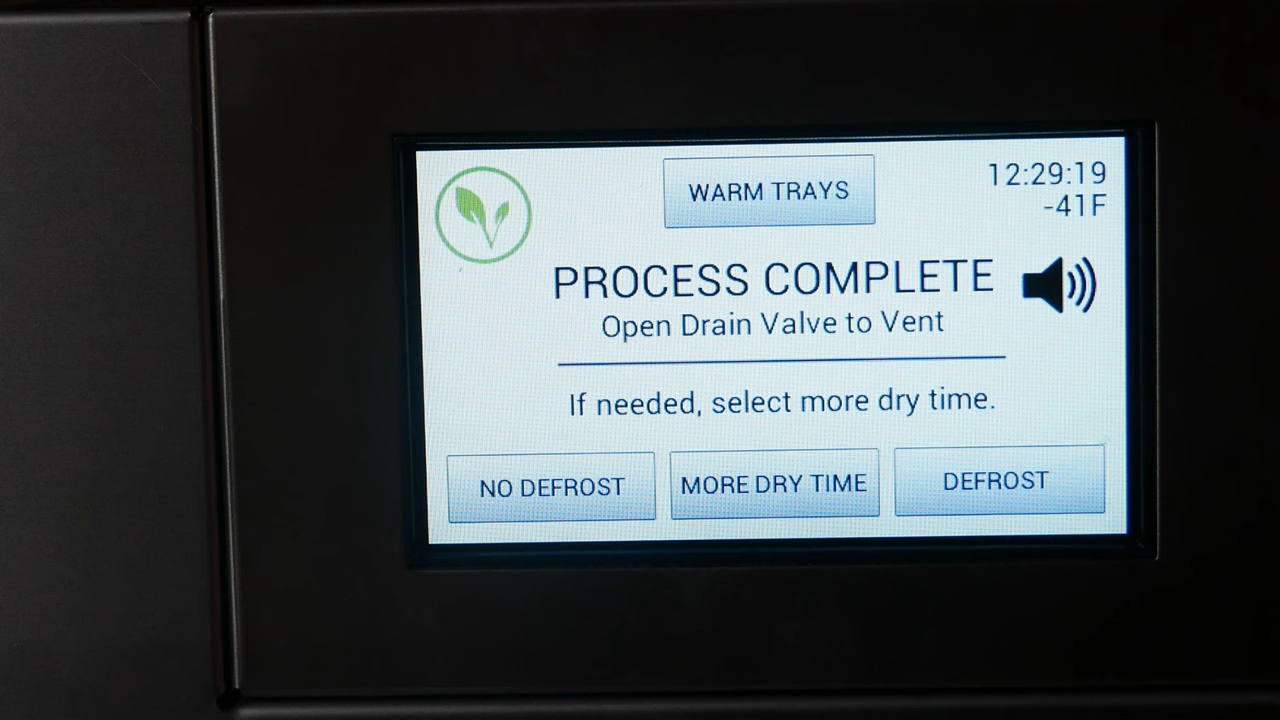 WARM TRAYS
12:29:19
-41F
PROCESS COMPLETE
Open Drain Valve to Vent
If needed, select more dry time.
NO DEFROST
MORE DRY TIME
DEFROST